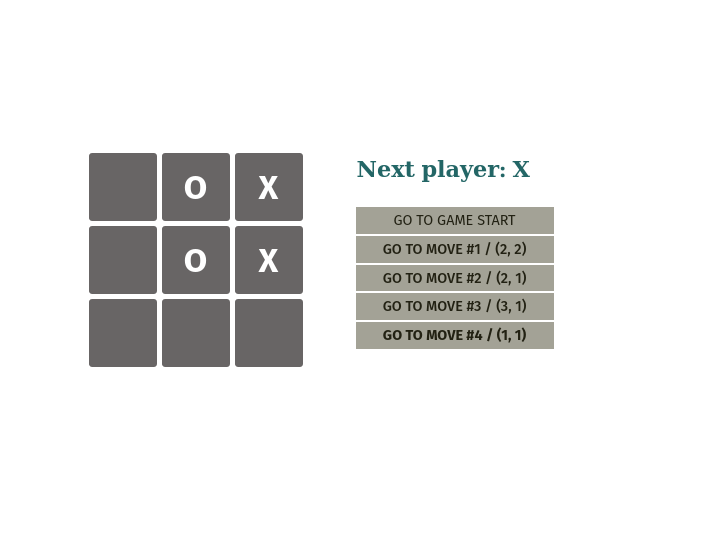 O X
O X
Next player: X
GO TO GAME START
GO TO MOVE #1 / (2, 2)
GO TO MOVE #2 / (2, 1)
GO TO MOVE #3 / (3, 1)
GO TO MOVE #4 / (1, 1)